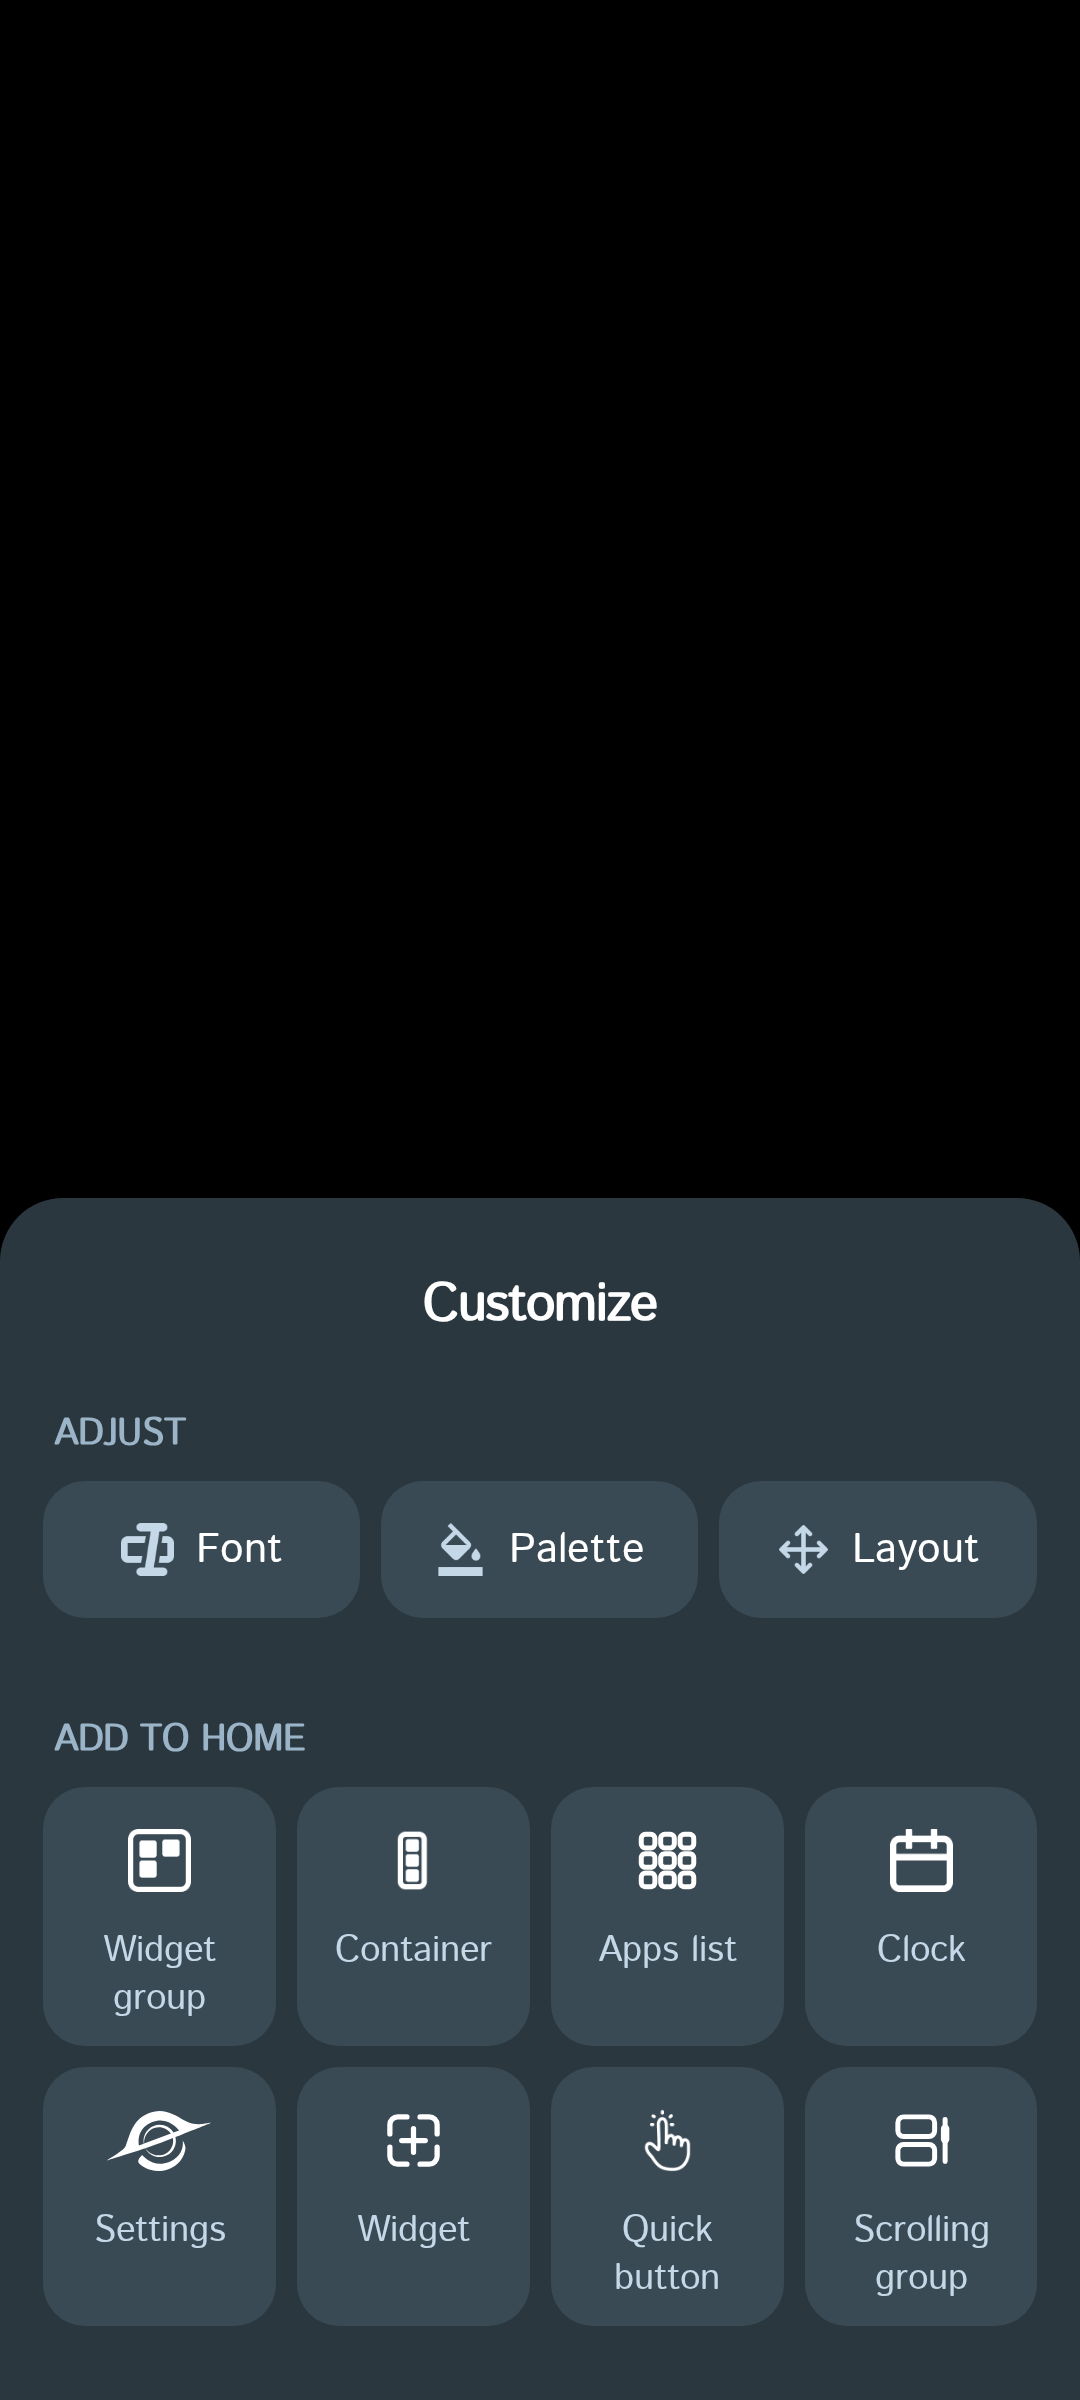 Customize
ADJUST
Font
Palette
Layout
ADD TO HOME
Widget
group
Container
Apps list
Clock
Settings
Widget
Quick
button
Scrolling
group